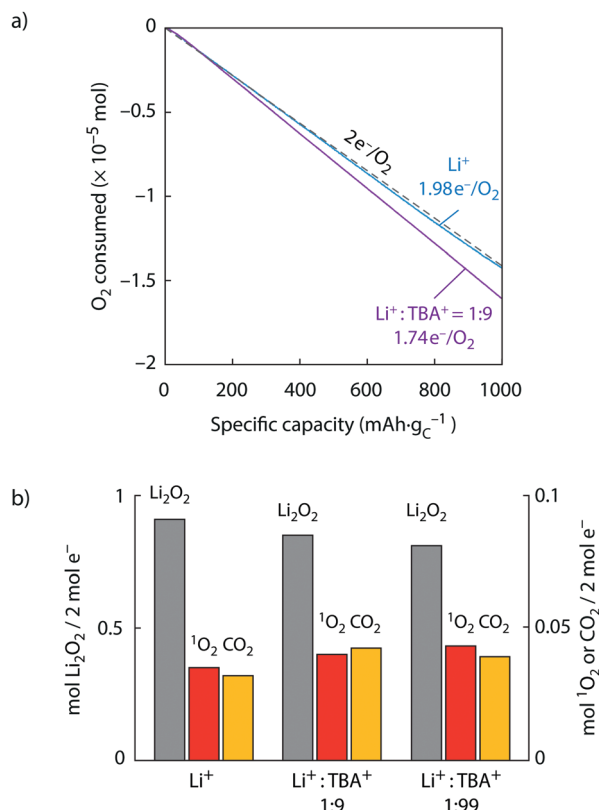 a)
0
−0.5
−1
−1.5
−2
O₂ consumed (× 10⁻⁵ mol)
2e⁻/O₂
Li⁺
1.98e⁻/O₂
Li⁺:TBA⁺ = 1:9
1.74e⁻/O₂
0 200 400 600 800 1000
Specific capacity (mAh·g_C⁻¹)
b)
1
0.5
0
mol Li₂O₂ / 2 mol e⁻
Li₂O₂
¹O₂ CO₂
Li₂O₂
¹O₂ CO₂
Li₂O₂
¹O₂ CO₂
0.1
0.05
0
mol ¹O₂ or CO₂ / 2 mol e⁻
Li⁺
Li⁺:TBA⁺
1:9
Li⁺:TBA⁺
1:99